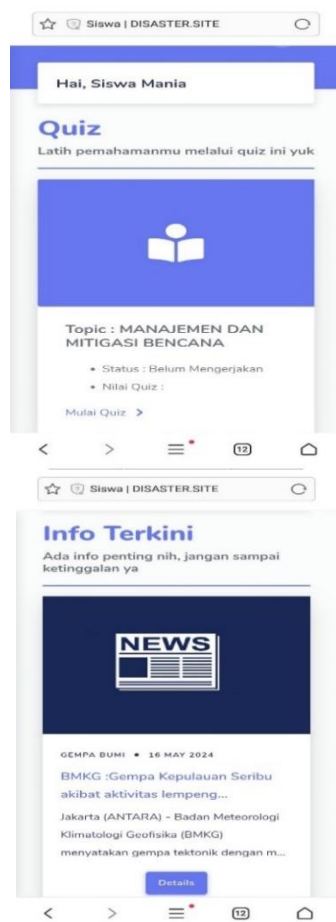 Siswa | DISASTER.SITE
Hai, Siswa Mania
Quiz
Latih pemahamanmu melalui quiz ini yuk
Topic : MANAJEMEN DAN
MITIGASI BENCANA
• Status : Belum Mengerjakan
• Nilai Quiz :
Mulai Quiz >
12
Siswa | DISASTER.SITE
Info Terkini
Ada info penting nih, jangan sampai
ketinggalan ya
NEWS
GEMPA BUMI • 16 MAY 2024
BMKG :Gempa Kepulauan Seribu
akibat aktivitas lempeng...
Jakarta (ANTARA) - Badan Meteorologi
Klimatologi Geofisika (BMKG)
menyatakan gempa tektonik dengan m...
Details
12